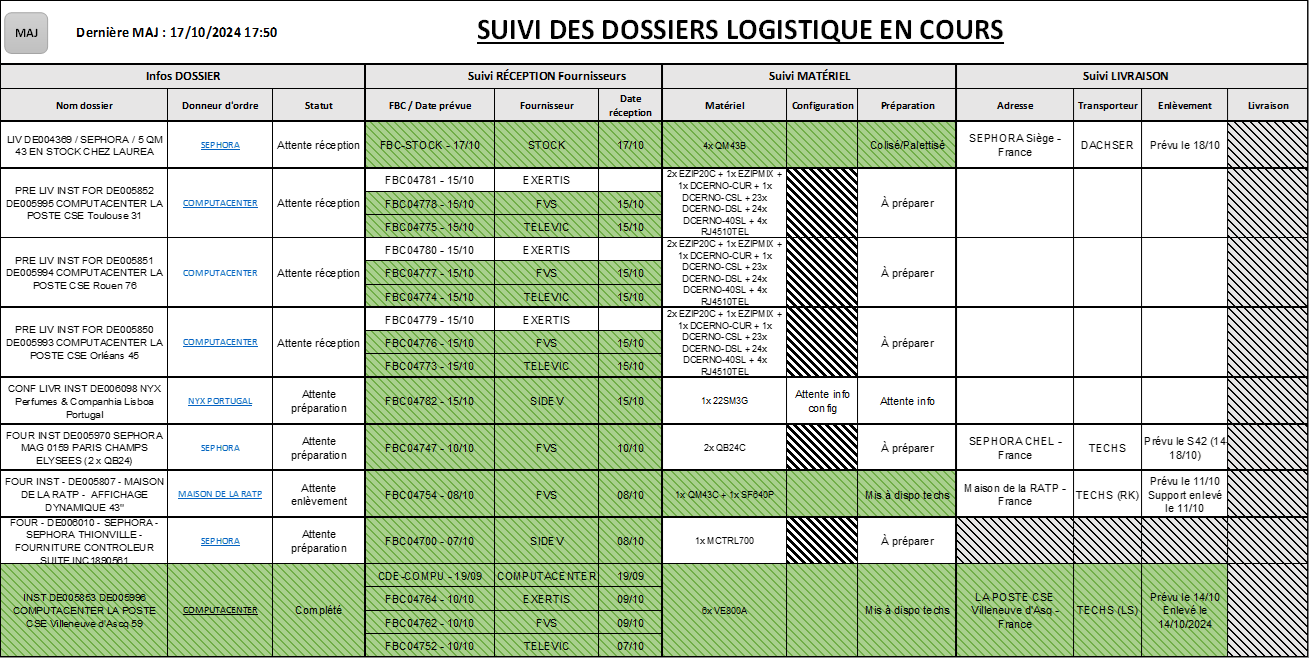 MAJ
Dernière MAJ : 17/10/2024 17:50
SUIVI DES DOSSIERS LOGISTIQUE EN COURS
Infos DOSSIER
Suivi RÉCEPTION Fournisseurs
Suivi MATÉRIEL
Suivi LIVRAISON
Nom dossier
Donneur d'ordre
Statut
FBC / Date prévue
Fournisseur
Date
réception
Matériel
Configuration
Préparation
Adresse
Transporteur
Enlèvement
Livraison
LIV DE004369 / SEPHORA / 5 QM
43 EN STOCK CHEZ LAUREA
SEPHORA
Attente réception
FBC-STOCK - 17/10
STOCK
17/10
4x QM43B
Colisé/Palettisé
SEPHORA Siège -
France
DACHSER
Prévu le 18/10
PRE LIV INST FOR DE005852
DE005995 COMPUTACENTER LA
POSTE CSE Toulouse 31
COMPUTACENTER
Attente réception
FBC04781 - 15/10
EXERTIS
FBC04778 - 15/10
FVS
15/10
FBC04775 - 15/10
TELEVIC
15/10
2x EZIP20C + 1x EZIPMIX +
1x DCERNO-CUR + 1x
DCERNO-CSL + 23x
DCERNO-DSL + 24x
DCERNO-40SL + 4x
RJ4510TEL
À préparer
PRE LIV INST FOR DE005851
DE005994 COMPUTACENTER LA
POSTE CSE Rouen 76
COMPUTACENTER
Attente réception
FBC04780 - 15/10
EXERTIS
FBC04777 - 15/10
FVS
15/10
FBC04774 - 15/10
TELEVIC
15/10
2x EZIP20C + 1x EZIPMIX +
1x DCERNO-CUR + 1x
DCERNO-CSL + 23x
DCERNO-DSL + 24x
DCERNO-40SL + 4x
RJ4510TEL
À préparer
PRE LIV INST FOR DE005850
DE005993 COMPUTACENTER LA
POSTE CSE Orléans 45
COMPUTACENTER
Attente réception
FBC04779 - 15/10
EXERTIS
FBC04776 - 15/10
FVS
15/10
FBC04773 - 15/10
TELEVIC
15/10
2x EZIP20C + 1x EZIPMIX +
1x DCERNO-CUR + 1x
DCERNO-CSL + 23x
DCERNO-DSL + 24x
DCERNO-40SL + 4x
RJ4510TEL
À préparer
CONF LIVR INST DE006098 NYX
Perfumes & Companhia Lisboa
Portugal
NYX PORTUGAL
Attente
préparation
FBC04782 - 15/10
SIDEV
15/10
1x 22SM3G
Attente info
config
Attente info
FOUR INST DE005970 SEPHORA
MAG 0159 PARIS CHAMPS
ELYSEES (2 x QB24)
SEPHORA
Attente
préparation
FBC04747 - 10/10
FVS
10/10
2x QB24C
À préparer
SEPHORA CHEL -
France
TECHS
Prévu le S42 (14
18/10)
FOUR INST - DE005807 - MAISON
DE LA RATP - AFFICHAGE
DYNAMIQUE 43"
MAISON DE LA RATP
Attente
enlèvement
FBC04754 - 08/10
FVS
08/10
1x QM43C + 1x SF640P
Mis à dispo techs
Maison de la RATP -
France
TECHS (RK)
Prévu le 11/10
Support enlevé
le 11/10
FOUR - DE006010 - SEPHORA -
SEPHORA THIONVILLE -
FOURNITURE CONTROLEUR
SUITE INC1890561
SEPHORA
Attente
préparation
FBC04700 - 07/10
SIDEV
08/10
1x MCTRL700
À préparer
INST DE005853 DE005996
COMPUTACENTER LA POSTE
CSE Villeneuve d'Ascq 59
COMPUTACENTER
Complété
CDE-COMPU - 19/09
COMPUTACENTER
19/09
FBC04764 - 10/10
EXERTIS
09/10
FBC04762 - 10/10
FVS
09/10
FBC04752 - 10/10
TELEVIC
07/10
6x VE800A
Mis à dispo techs
LA POSTE CSE
Villeneuve d'Asq -
France
TECHS (LS)
Prévu le 14/10
Enlevé le
14/10/2024